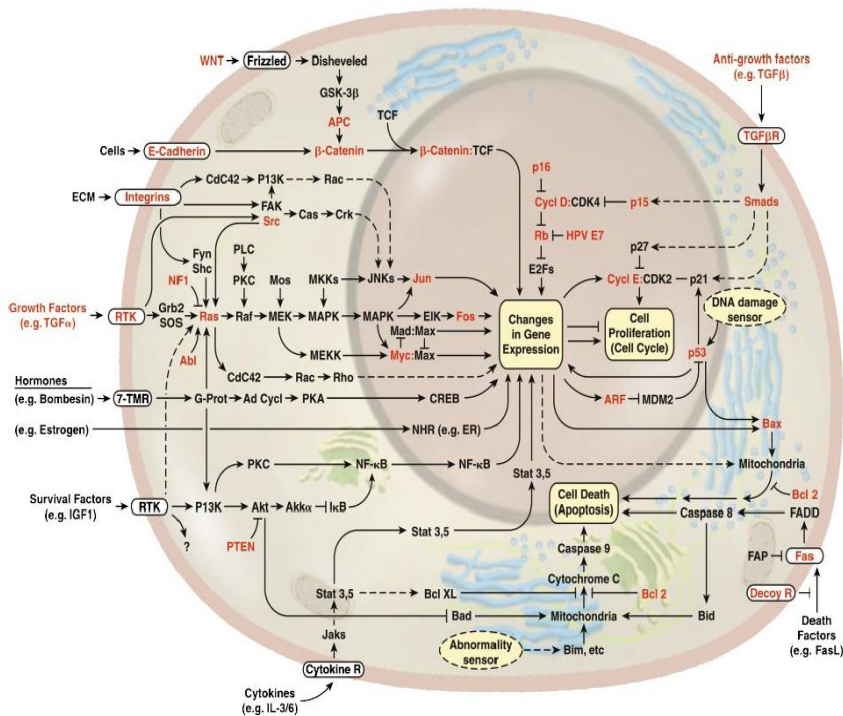 WNT Frizzled Disheveled
GSK-3β
APC
TCF
Cells E-Cadherin β-Catenin β-Catenin:TCF
Anti-growth factors
(e.g. TGFβ)
TGFβR
Smads
p16
Cycl D:CDK4 p15
Rb HPV E7
E2Fs
p27
Cycl E:CDK2 p21
CdC42 P13K Rac
ECM Integrins
FAK
Src Cas Crk
Fyn
Shc
PLC
PKC
NF1
Mos MKKs JNKs Jun
Growth Factors
(e.g. TGFα)
RTK Grb2
SOS
Ras Raf MEK MAPK MAPK ElK Fos
Mad:Max
Abl
MEKK Myc:Max
CdC42 Rac Rho
Changes
in Gene
Expression
Cell
Proliferation
(Cell Cycle)
DNA damage
sensor
p53
Hormones
(e.g. Bombesin) 7-TMR G-Prot Ad Cycl PKA CREB
ARF MDM2
(e.g. Estrogen) NHR (e.g. ER)
Bax
PKC NF-κB NF-κB
Mitochondria
Stat 3,5
Bcl 2
Survival Factors
(e.g. IGF1)
RTK P13K Akt Akkα IκB
PTEN
?
Cell Death
(Apoptosis)
Caspase 8 FADD
Stat 3,5
Caspase 9
FAP Fas
Cytochrome C
Stat 3,5 Bcl XL Bcl 2
Decoy R
Bad Mitochondria Bid
Death
Factors
(e.g. FasL)
Jaks
Abnormality
sensor
Bim, etc
Cytokine R
Cytokines
(e.g. IL-3/6)